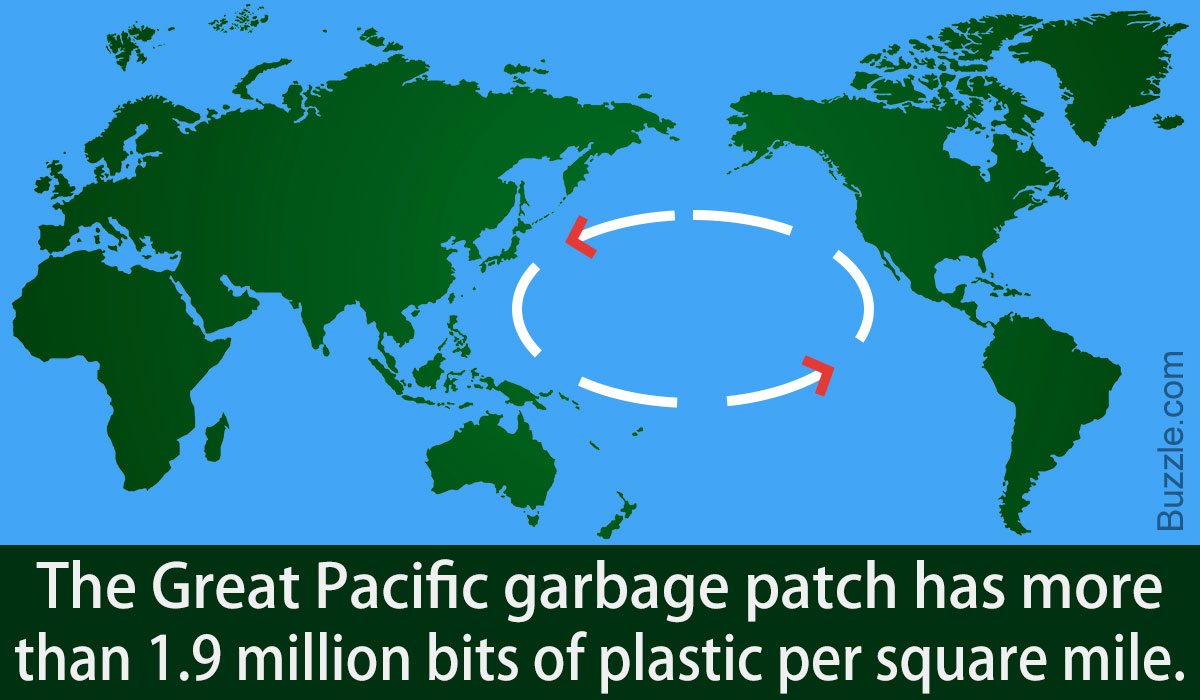 Buzzle.com
The Great Pacific garbage patch has more
than 1.9 million bits of plastic per square mile.